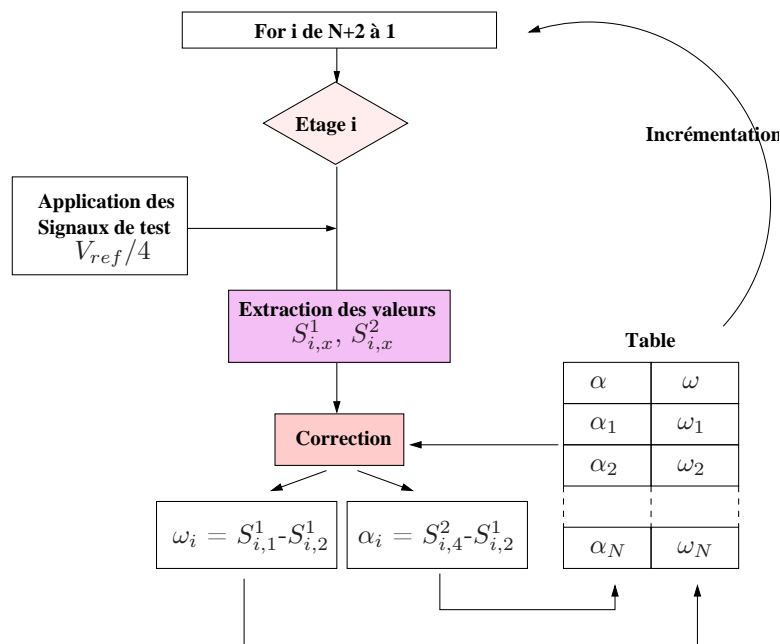 For i de N+2 à 1
Etage i
Incrémentation
Application des
Signaux de test
$V_{ref}/4$
Extraction des valeurs
$S^1_{i,x}$, $S^2_{i,x}$
Table
α ω
$α_1$ $ω_1$
Correction
$α_2$ $ω_2$
$ω_i = S^1_{i,1}$-$S^1_{i,2}$
$α_i = S^2_{i,4}$-$S^1_{i,2}$
$α_N$ $ω_N$